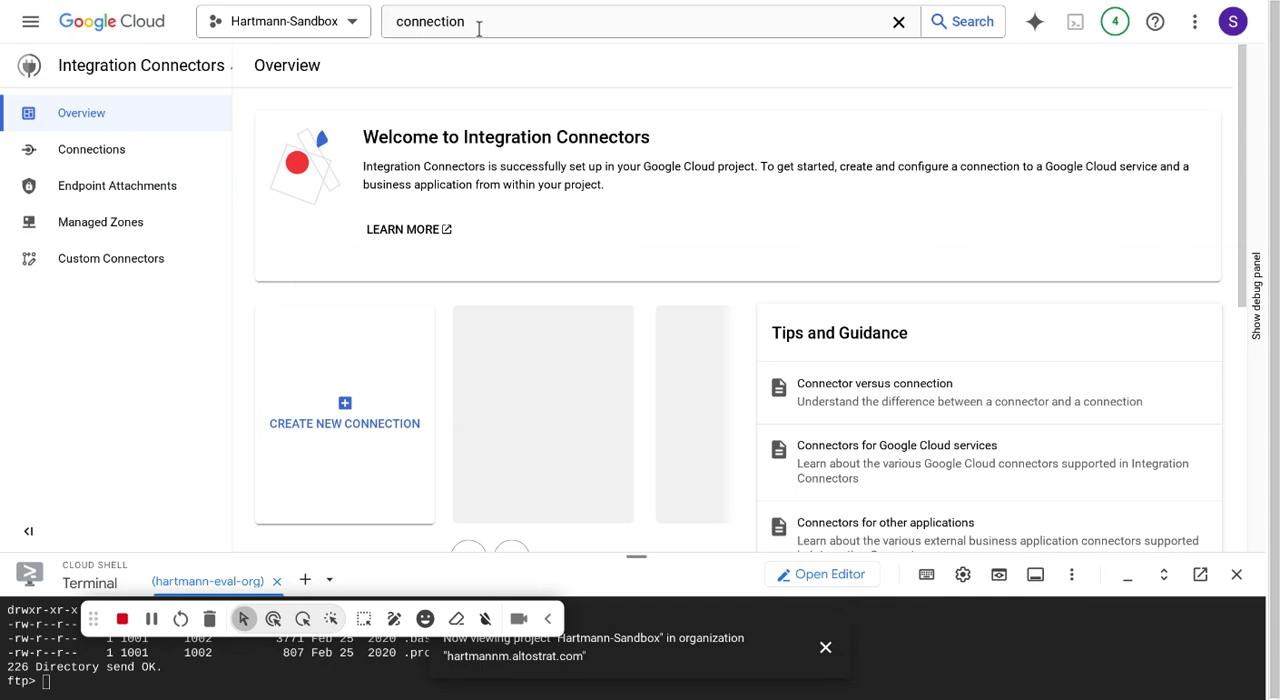 Google Cloud
Hartmann-Sandbox
connection
Search
4
S
Integration Connectors
Overview
Overview
Connections
Endpoint Attachments
Managed Zones
Custom Connectors
Welcome to Integration Connectors
Integration Connectors is successfully set up in your Google Cloud project. To get started, create and configure a connection to a Google Cloud service and a
business application from within your project.
LEARN MORE
CREATE NEW CONNECTION
Tips and Guidance
Connector versus connection
Understand the difference between a connector and a connection
Connectors for Google Cloud services
Learn about the various Google Cloud connectors supported in Integration
Connectors
Connectors for other applications
Learn about the various external business application connectors supported
Show debug panel
CLOUD SHELL
Terminal
(hartmann-eval-org)
Open Editor
drwxr-xr-x
-rw-r--r--
-rw-r--r-- 1 1001 1002 3771 Feb 25 2020 .bas
-rw-r--r-- 1 1001 1002 807 Feb 25 2020 .pro
226 Directory send OK.
ftp>
Now viewing project "Hartmann-Sandbox" in organization
"hartmannm.altostrat.com"